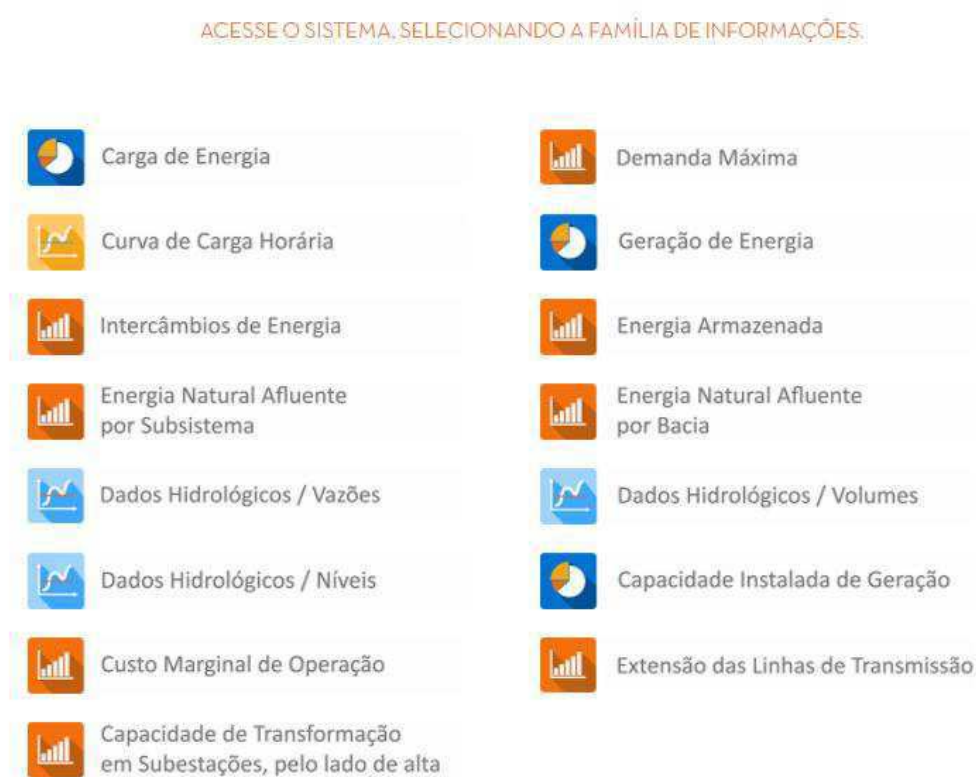 ACESSE O SISTEMA, SELECIONANDO A FAMÍLIA DE INFORMAÇÕES.
Carga de Energia
Demanda Máxima
Curva de Carga Horária
Geração de Energia
Intercâmbios de Energia
Energia Armazenada
Energia Natural Afluente
por Subsistema
Energia Natural Afluente
por Bacia
Dados Hidrológicos / Vazões
Dados Hidrológicos / Volumes
Dados Hidrológicos / Níveis
Capacidade Instalada de Geração
Custo Marginal de Operação
Extensão das Linhas de Transmissão
Capacidade de Transformação
em Subestações, pelo lado de alta